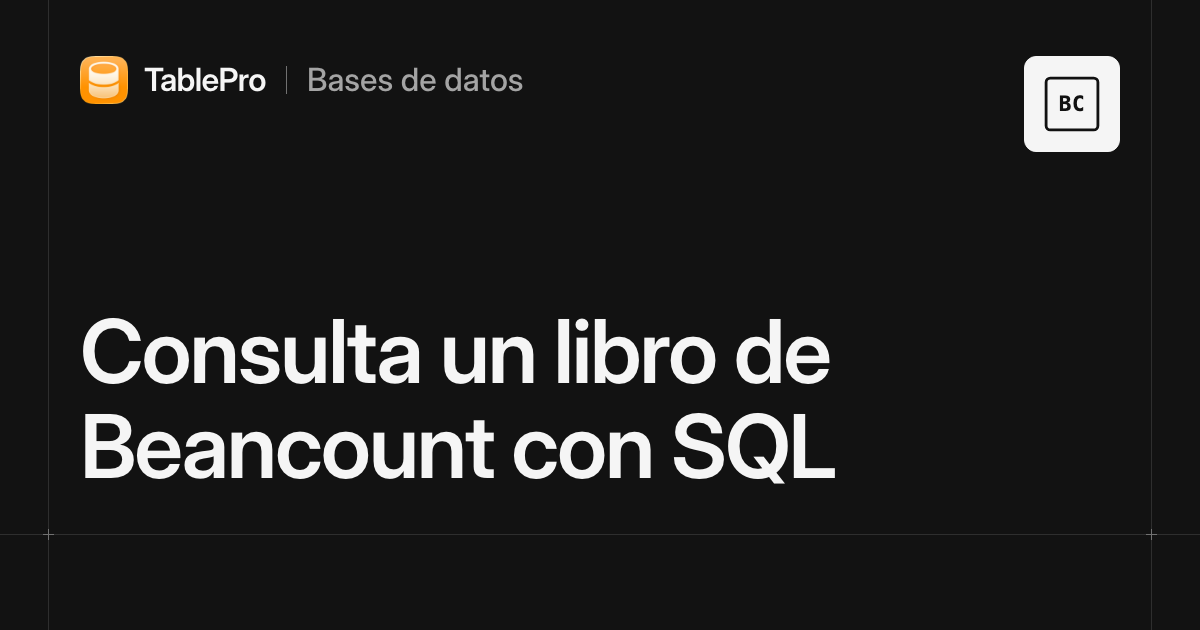 TablePro | Bases de datos
BC
Consulta un libro de
Beancount con SQL